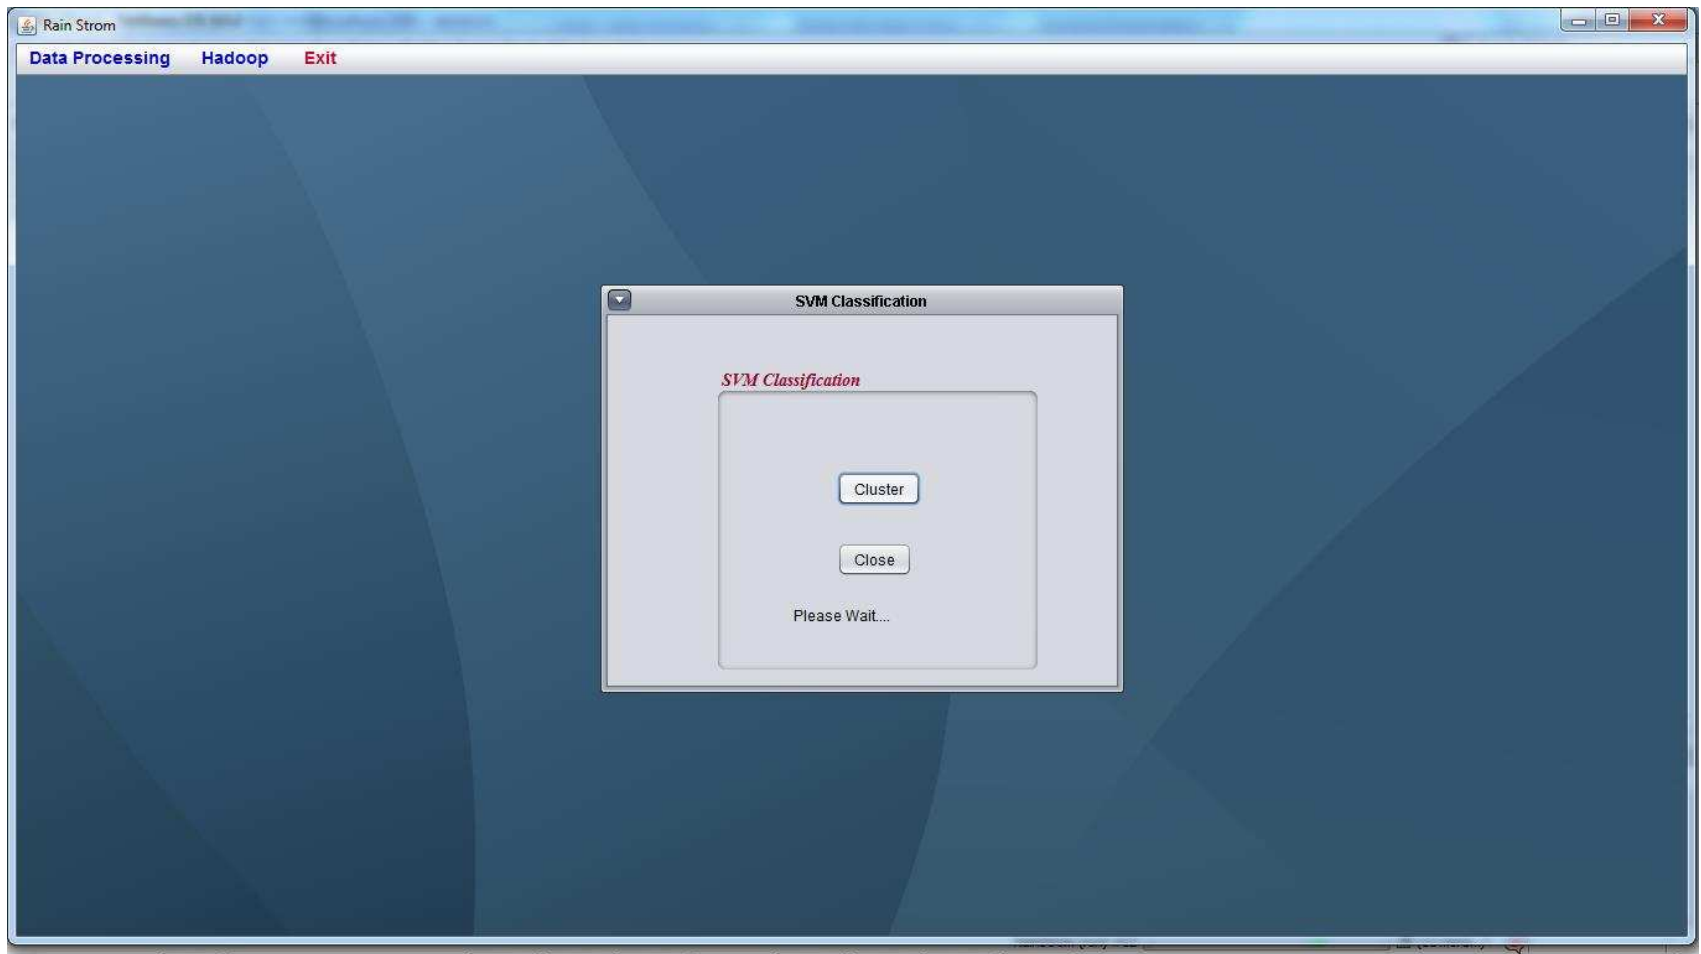 Rain Strom
Data Processing Hadoop Exit
SVM Classification
SVM Classification
Cluster
Close
Please Wait....